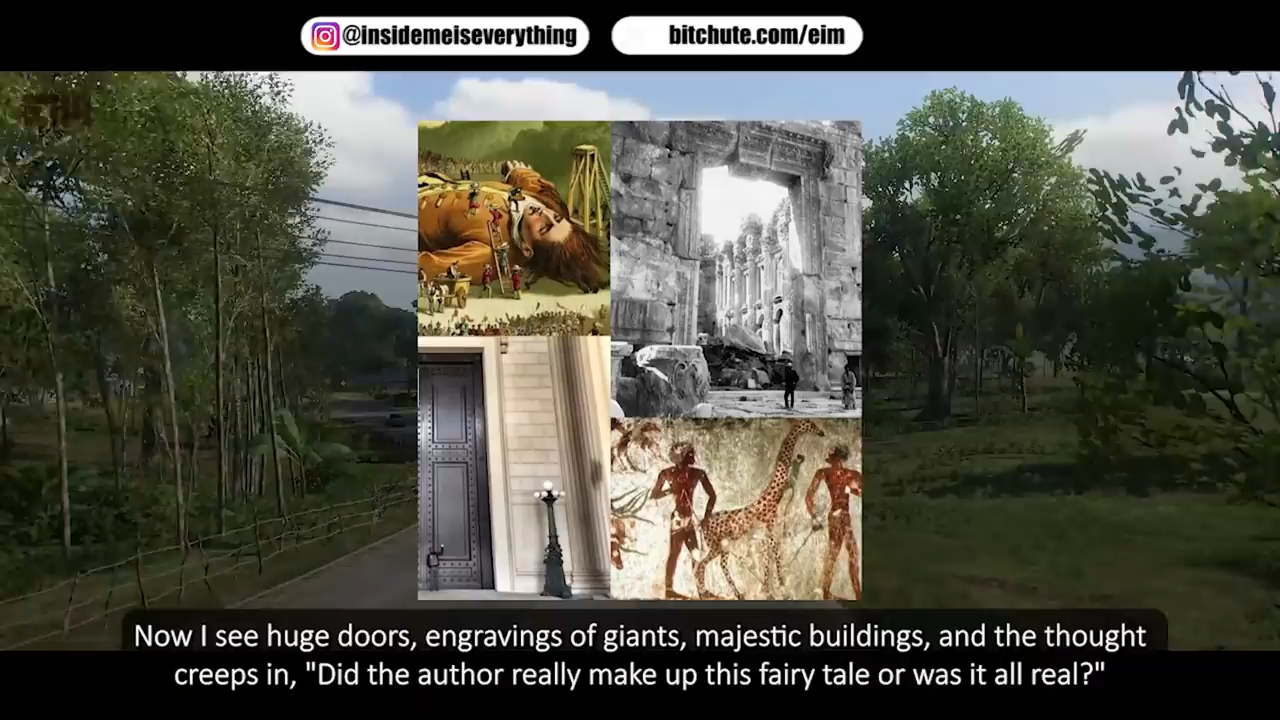 @insidemeiseverything
bitchute.com/eim
Now I see huge doors, engravings of giants, majestic buildings, and the thought
creeps in, "Did the author really make up this fairy tale or was it all real?"